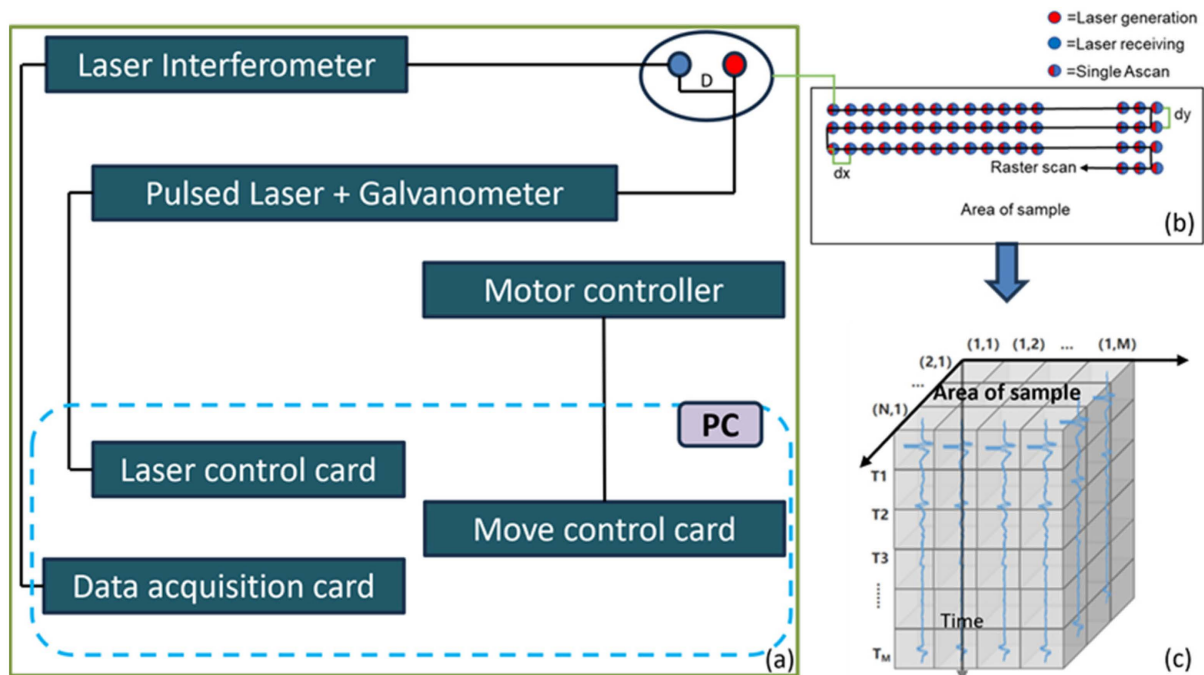 Laser Interferometer
D
Pulsed Laser + Galvanometer
Motor controller
PC
Laser control card
Move control card
Data acquisition card
(a)
=Laser generation
=Laser receiving
=Single Ascan
dy
dx
Raster scan
Area of sample
(b)
(1,1) (1,2) ... (1,M)
(2,1)
...
(N,1)
Area of sample
T1
T2
T3
......
TM
Time
(c)